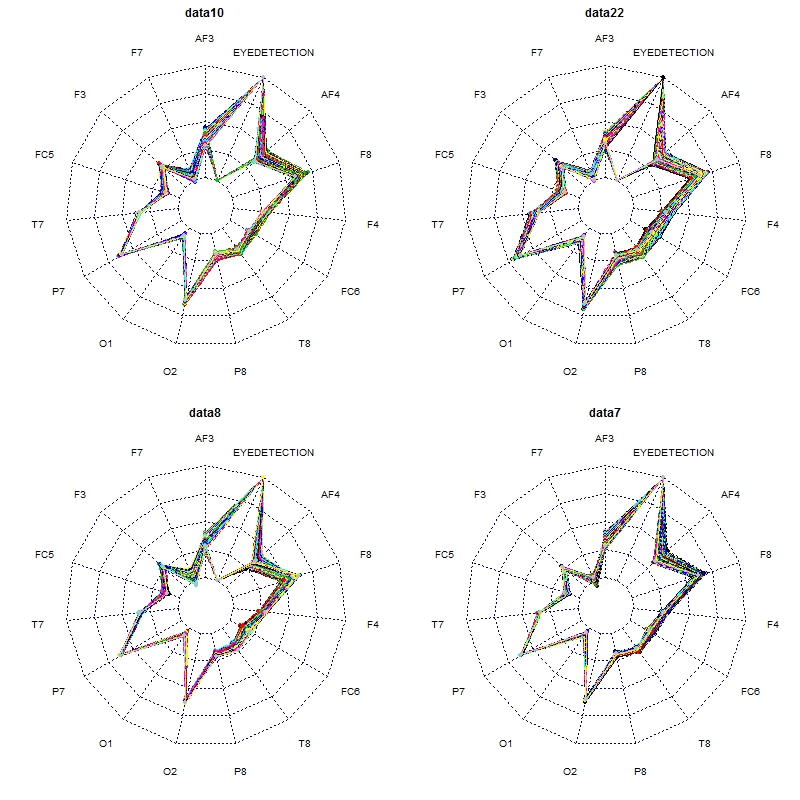 data10
AF3
EYEDETECTION
F7
AF4
F3
F8
FC5
F4
T7
FC6
P7
T8
O1
P8
O2
data22
AF3
EYEDETECTION
F7
AF4
F3
F8
FC5
F4
T7
FC6
P7
T8
O1
P8
O2
data8
AF3
EYEDETECTION
F7
AF4
F3
F8
FC5
F4
T7
FC6
P7
T8
O1
P8
O2
data7
AF3
EYEDETECTION
F7
AF4
F3
F8
FC5
F4
T7
FC6
P7
T8
O1
P8
O2